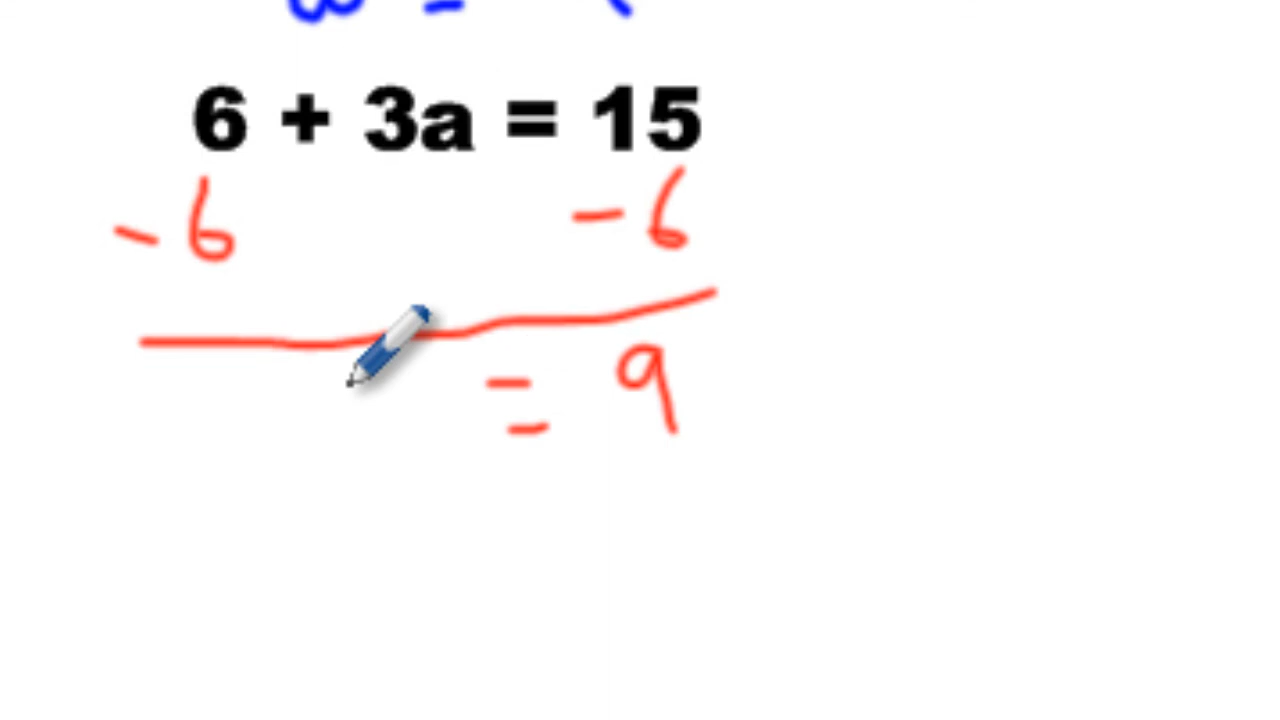 6 + 3a = 15
- 6 - 6
= 9